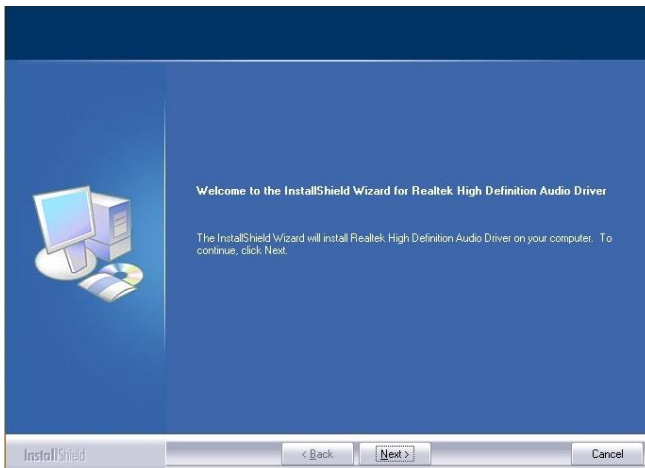 Welcome to the InstallShield Wizard for Realtek High Definition Audio Driver
The InstallShield Wizard will install Realtek High Definition Audio Driver on your computer. To
continue, click Next.
InstallShield
< Back
Next >
Cancel